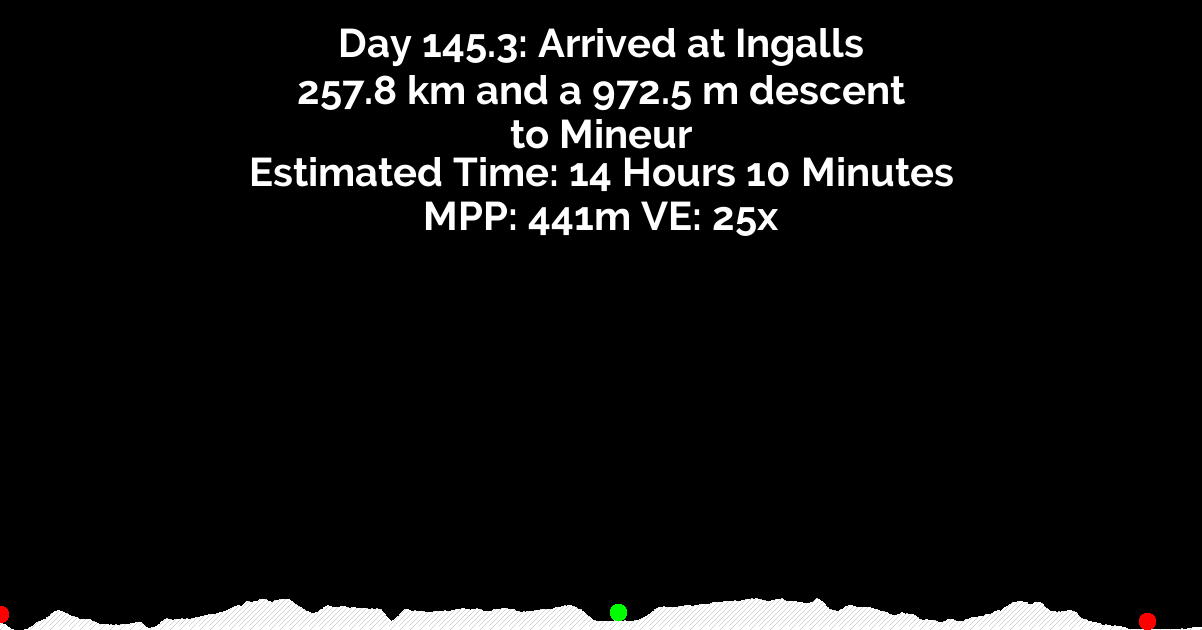 Day 145.3: Arrived at Ingalls
257.8 km and a 972.5 m descent
to Mineur
Estimated Time: 14 Hours 10 Minutes
MPP: 441m VE: 25x